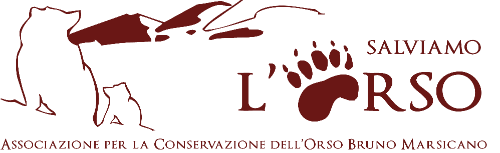 SALVIAMO
L'ORSO
ASSOCIAZIONE PER LA CONSERVAZIONE DELL'ORSO BRUNO MARSICANO